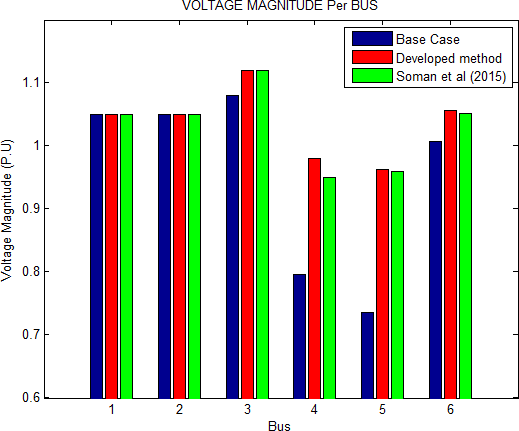 VOLTAGE MAGNITUDE Per BUS
Base Case
Developed method
Soman et al (2015)
Voltage Magnitude (P.U)
1.1
1
0.9
0.8
0.7
0.6
1 2 3 4 5 6
Bus